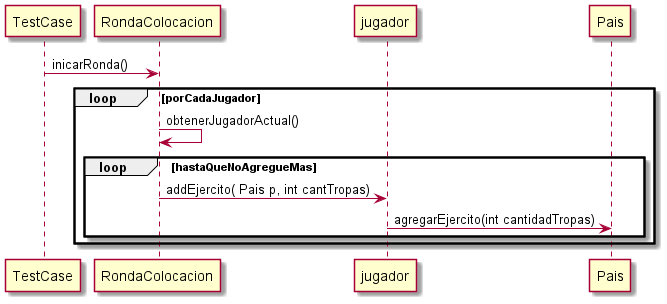 TestCase RondaColocacion jugador Pais
inicarRonda()
loop [porCadaJugador]
obtenerJugadorActual()
loop [hastaQueNoAgregueMas]
addEjercito( Pais p, int cantTropas)
agregarEjercito(int cantidadTropas)
TestCase RondaColocacion jugador Pais